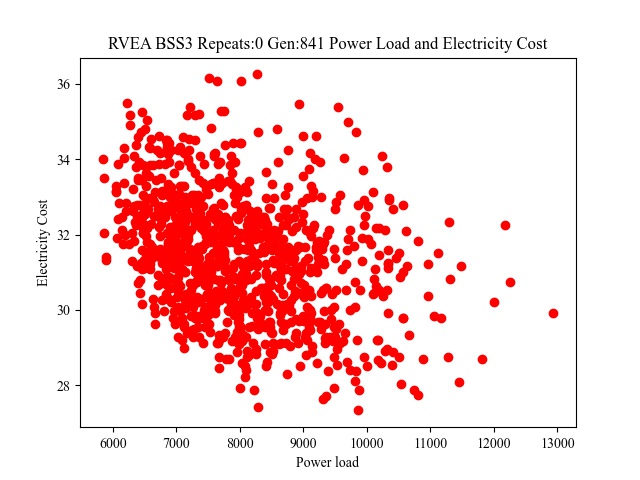 RVEA BSS3 Repeats:0 Gen:841 Power Load and Electricity Cost
36
34
32
30
28
Electricity Cost
6000 7000 8000 9000 10000 11000 12000 13000
Power load